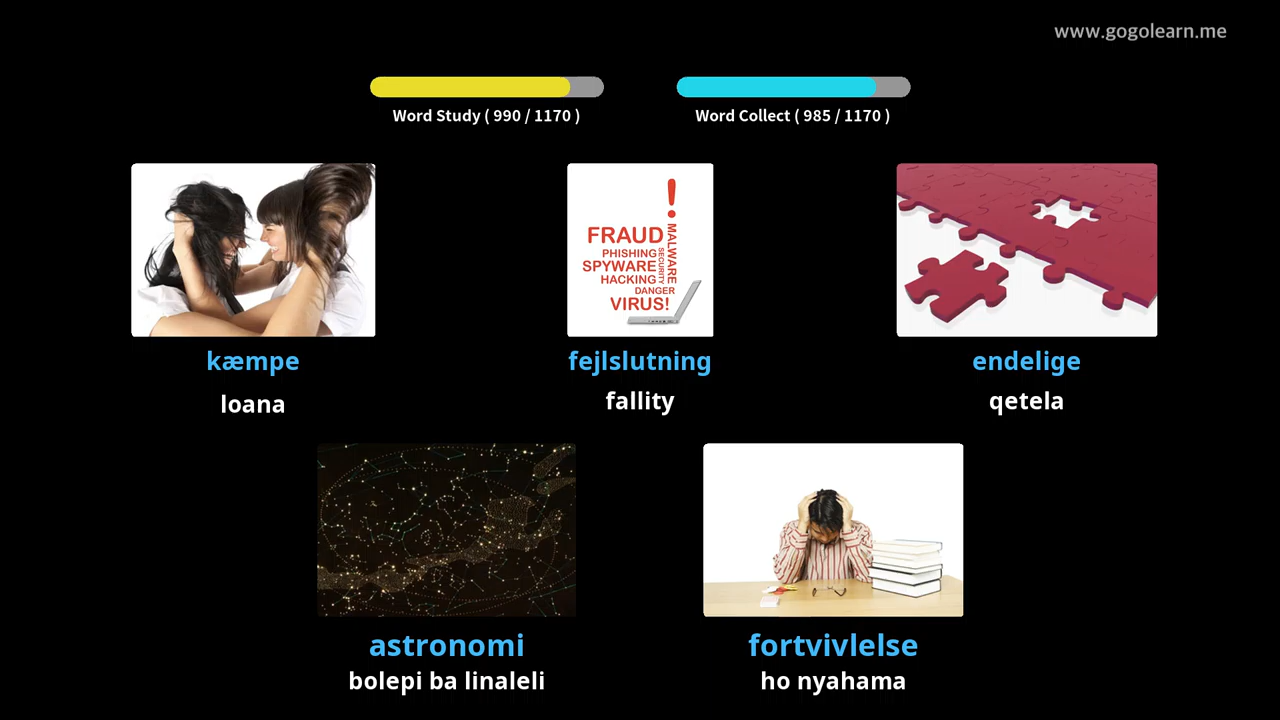 www.gogolearn.me
Word Study ( 990 / 1170 )
Word Collect ( 985 / 1170 )
!
FRAUD
PHISHING
SPYWARE
HACKING
DANGER
VIRUS!
SECURITY
MALWARE
kæmpe
fejlslutning
endelige
loana
fallity
qetela
astronomi
fortvivlelse
bolepi ba linaleli
ho nyahama